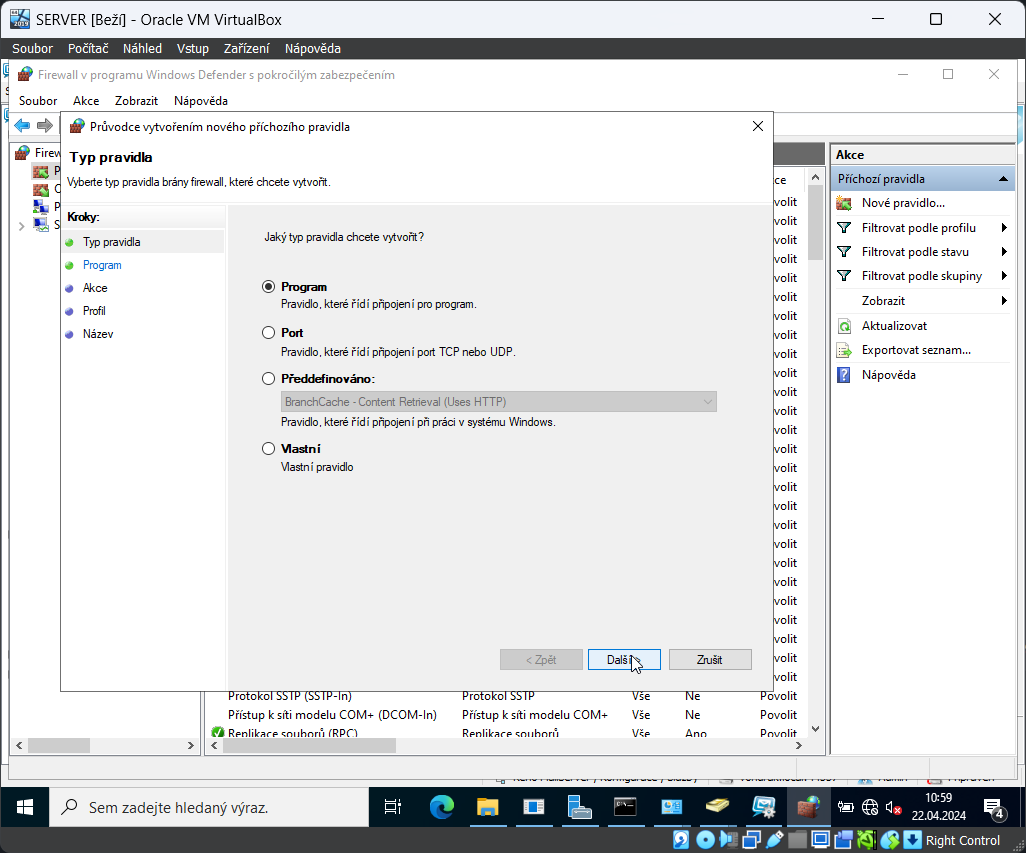 SERVER [Beží] - Oracle VM VirtualBox
Soubor Počítač Náhled Vstup Zařízení Nápověda
Firewall v programu Windows Defender s pokročilým zabezpečením
Soubor Akce Zobrazit Nápověda
Průvodce vytvořením nového příchozího pravidla
Typ pravidla
Vyberte typ pravidla brány firewall, které chcete vytvořit.
Kroky:
Typ pravidla
Program
Akce
Profil
Název
Jaký typ pravidla chcete vytvořit?
Program
Pravidlo, které řídí připojení pro program.
Port
Pravidlo, které řídí připojení port TCP nebo UDP.
Předdefinováno:
BranchCache - Content Retrieval (Uses HTTP)
Pravidlo, které řídí připojení při práci v systému Windows.
Vlastní
Vlastní pravidlo
< Zpět Další > Zrušit
Protokol SSTP (SSTP-In) Protokol SSTP Vše Ne Povolit
Přístup k síti modelu COM+ (DCOM-In) Přístup k síti modelu COM+ Vše Ne Povolit
Replikace souborů (RPC) Replikace souborů Vše Ano Povolit
Akce
Příchozí pravidla
Nové pravidlo...
Filtrovat podle profilu
Filtrovat podle stavu
Filtrovat podle skupiny
Zobrazit
Aktualizovat
Exportovat seznam...
Nápověda
Sem zadejte hledaný výraz.
10:59
22.04.2024
4
Right Control